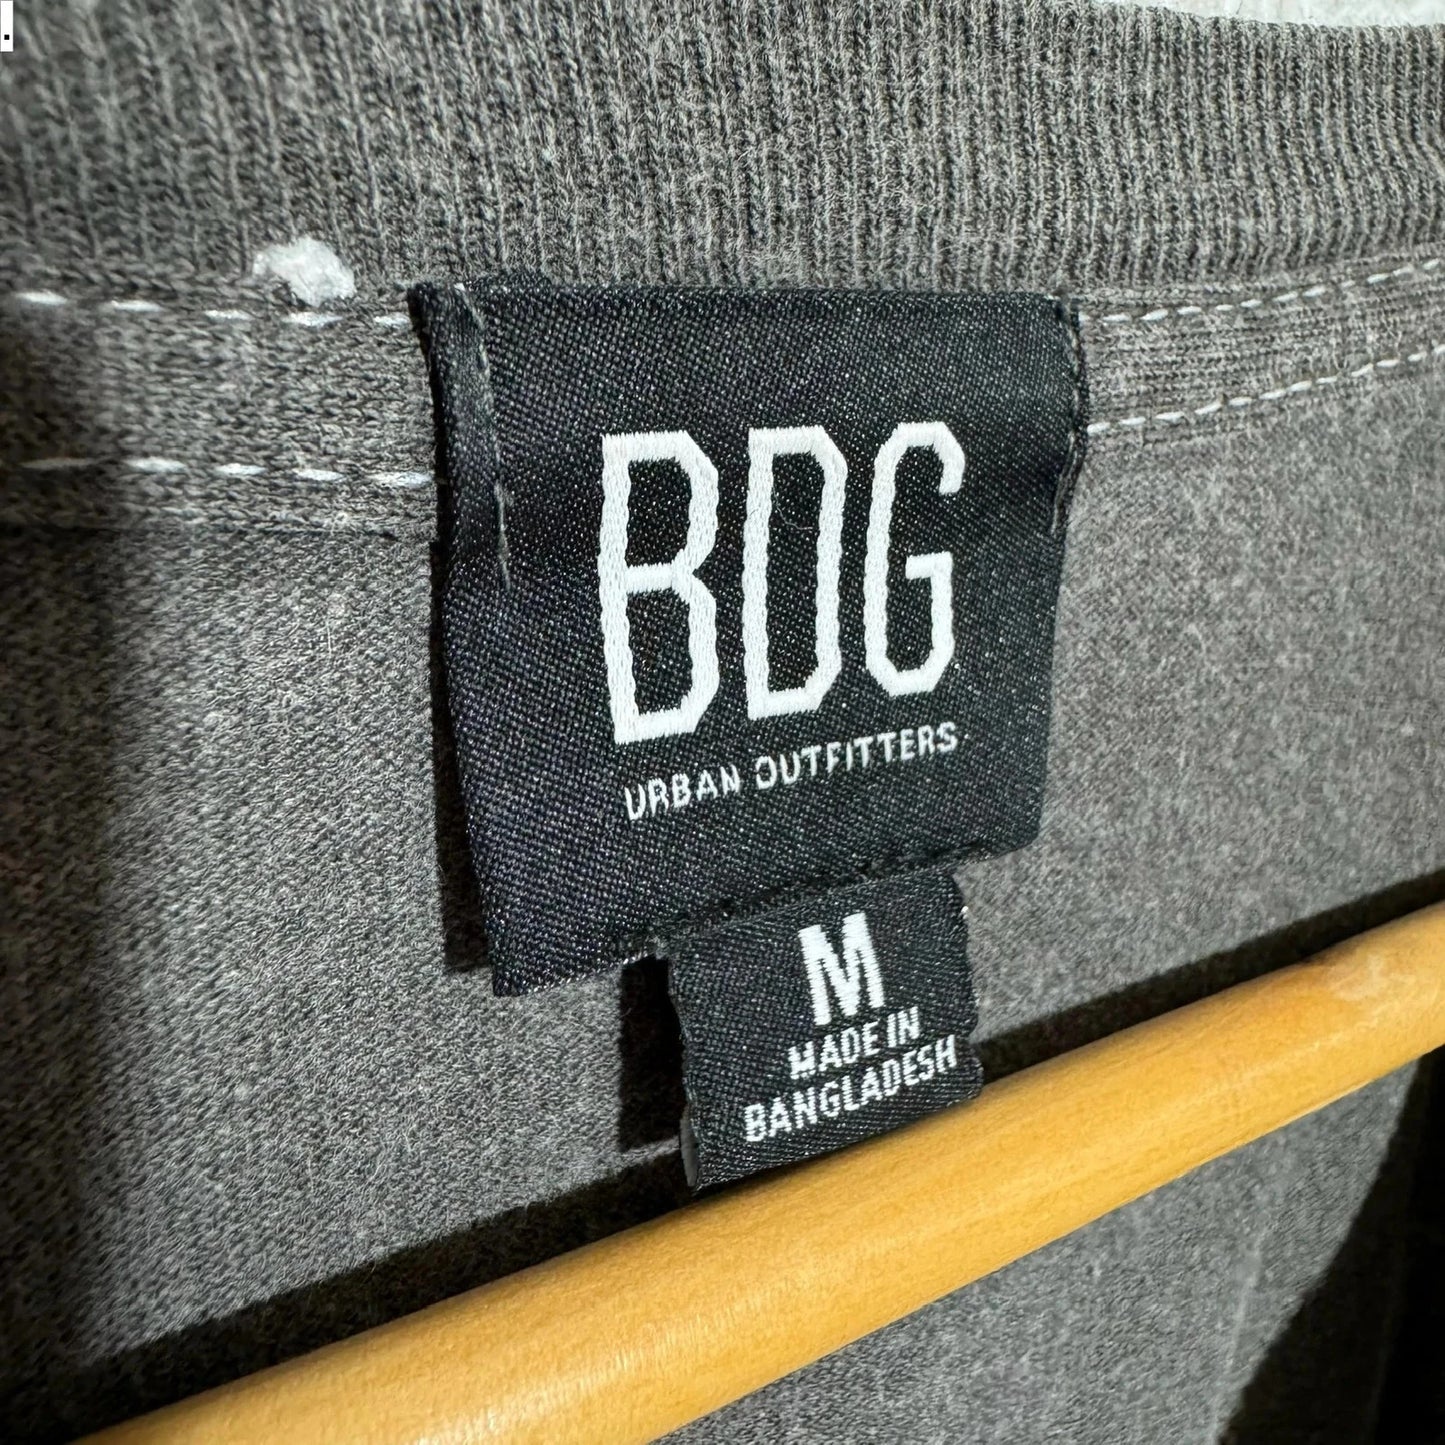 .
BDG
URBAN OUTFITTERS
M
MADE IN
BANGLADESH